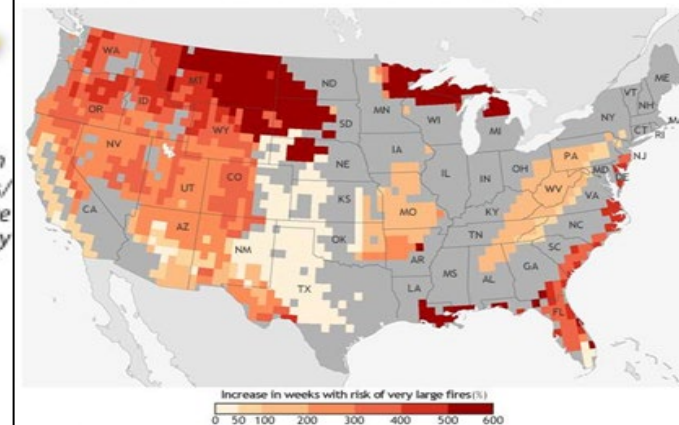 WA
ME
MT
ND
VT
OR
ID
MN
NH
SD
WI
NY
WY
MI
CT
RI
IA
PA
NJ
NV
NE
IL
IN
OH
MD
DE
UT
CO
WV
VA
CA
KS
MO
KY
NC
AZ
NM
OK
TN
AR
SC
TX
MS
AL
GA
LA
FL
Increase in weeks with risk of very large fires (%)
0 50 100 200 300 400 500 600